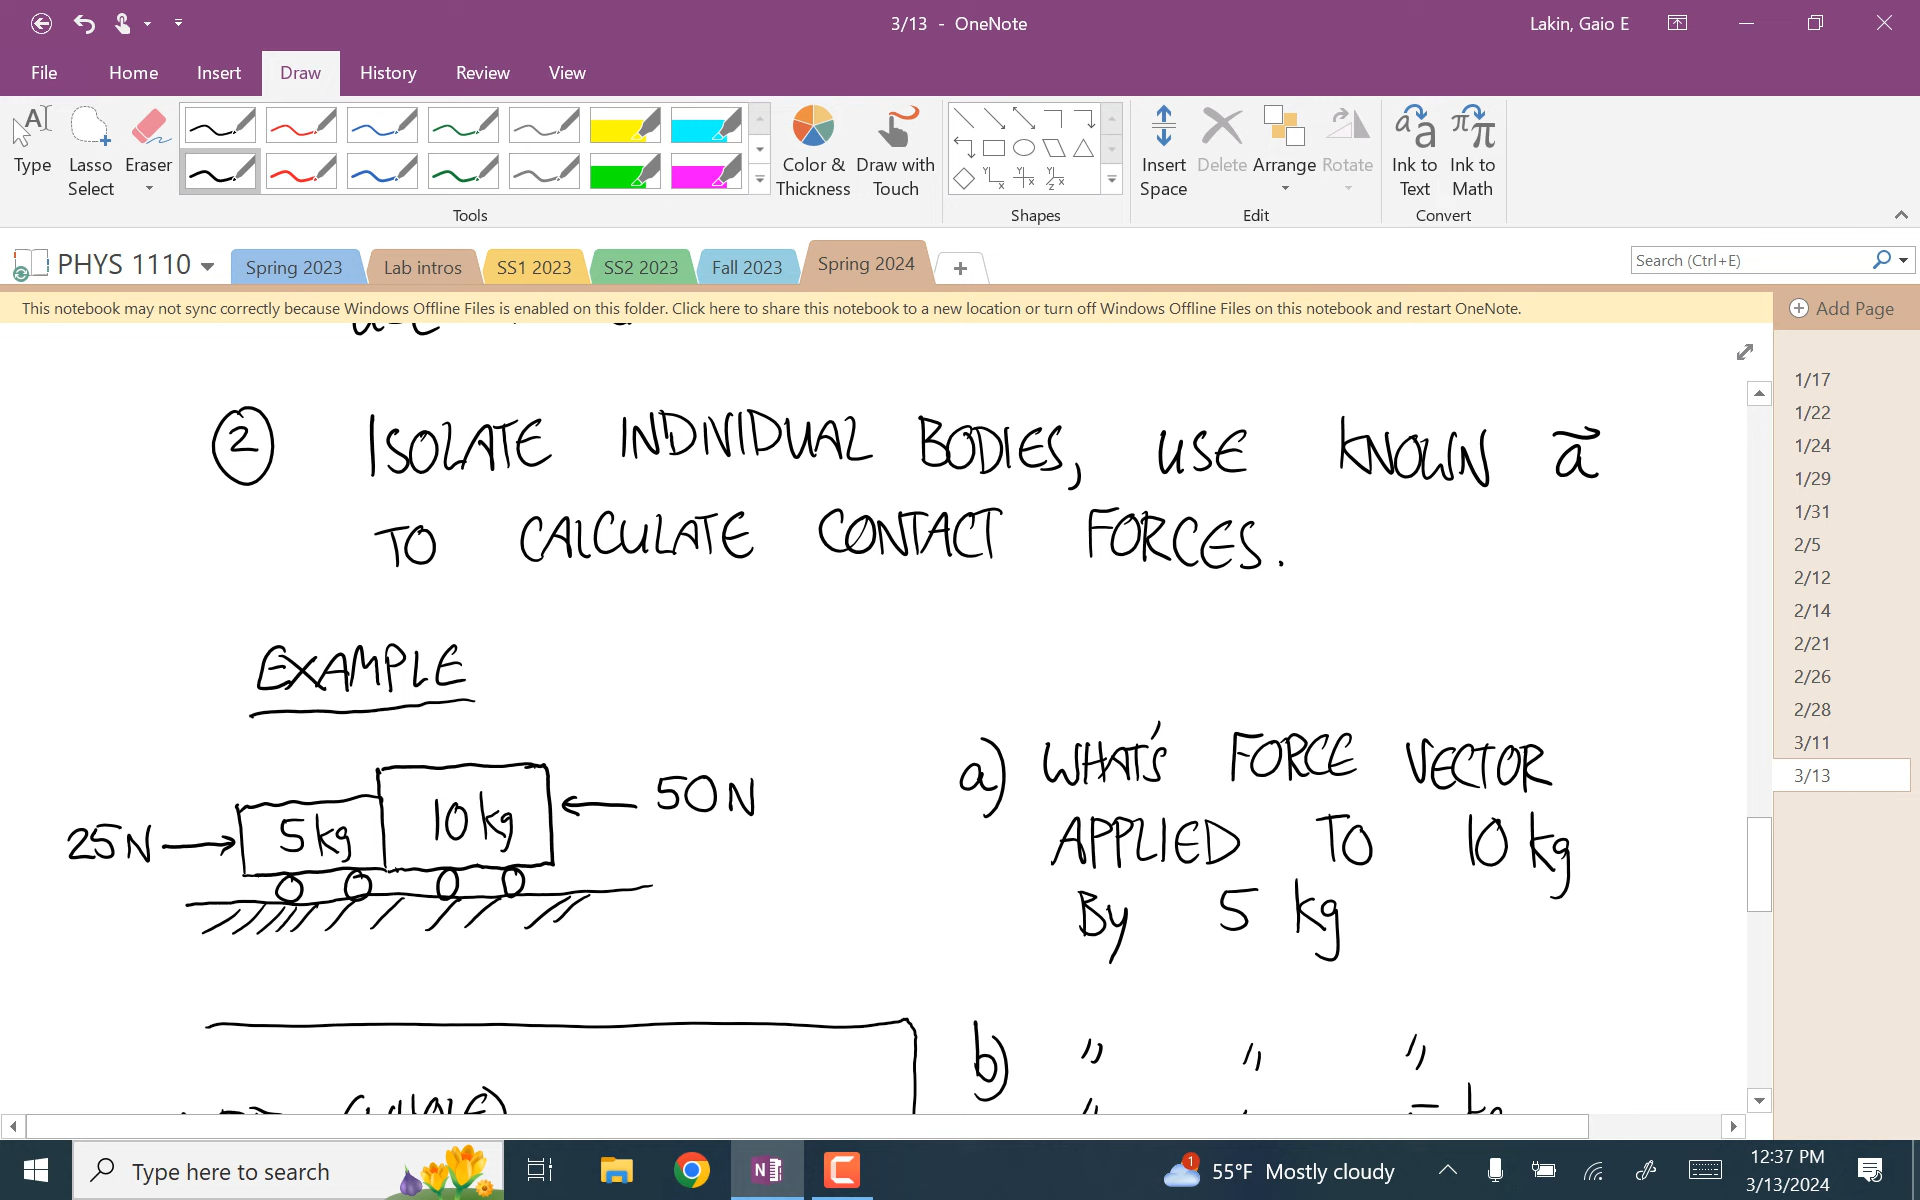 3/13 - OneNote
Lakin, Gaio E
File Home Insert Draw History Review View
Type
Lasso Select
Eraser
Color & Thickness
Draw with Touch
Insert Space
Delete
Arrange
Rotate
Ink to Text
Ink to Math
Tools Shapes Edit Convert
PHYS 1110 Spring 2023 Lab intros SS1 2023 SS2 2023 Fall 2023 Spring 2024
Search (Ctrl+E)
This notebook may not sync correctly because Windows Offline Files is enabled on this folder. Click here to share this notebook to a new location or turn off Windows Offline Files on this notebook and restart OneNote.
Add Page
1/17
1/22
1/24
1/29
1/31
2/5
2/12
2/14
2/21
2/26
2/28
3/11
3/13
② ISOLATE INDIVIDUAL BODIES, USE KNOWN a⃗
TO CALCULATE CONTACT FORCES.
EXAMPLE
25N 5 kg 10 kg 50N
a) WHAT'S FORCE VECTOR
APPLIED TO 10 kg
By 5 kg
b) " " "
Type here to search
1
55°F Mostly cloudy
12:37 PM
3/13/2024